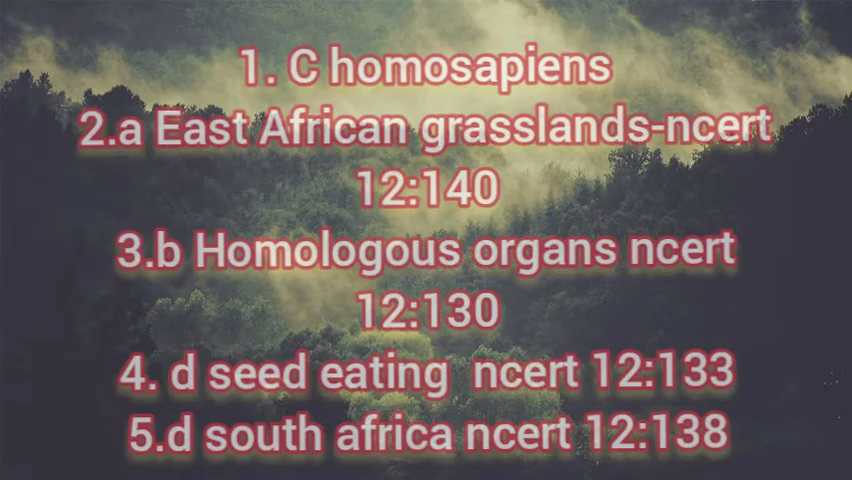 1. C homosapiens
2.a East African grasslands-ncert
12:140
3.b Homologous organs ncert
12:130
4. d seed eating  ncert 12:133
5.d south africa ncert 12:138